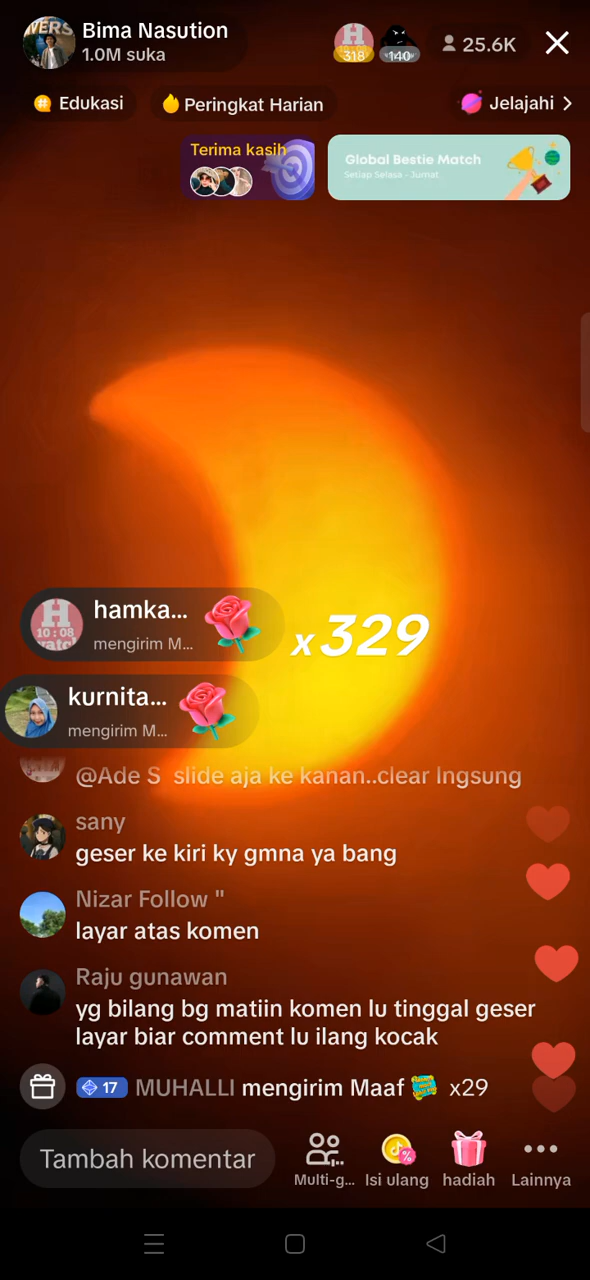 Bima Nasution
1.0M suka
318
140
25.6K
Edukasi
Peringkat Harian
Jelajahi
Terima kasih
Global Bestie Match
Setiap Selasa - Jumat
hamka...
mengirim M...
x329
10:08
kurnita...
mengirim M...
@Ade S slide aja ke kanan..clear lngsung
sany
geser ke kiri ky gmna ya bang
Nizar Follow "
layar atas komen
Raju gunawan
yg bilang bg matiin komen lu tinggal geser
layar biar comment lu ilang kocak
17 MUHALLI mengirim Maaf x29
Tambah komentar
Multi-g...
Isi ulang
hadiah
Lainnya